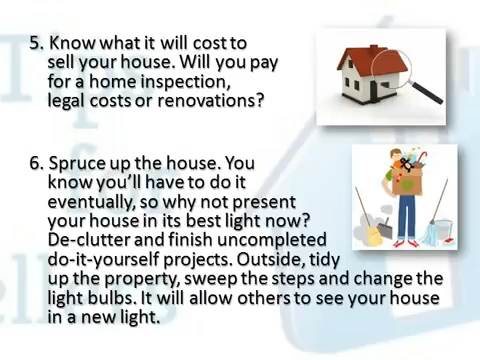 5. Know what it will cost to
sell your house. Will you pay
for a home inspection,
legal costs or renovations?
6. Spruce up the house. You
know you'll have to do it
eventually, so why not present
your house in its best light now?
De-clutter and finish uncompleted
do-it-yourself projects. Outside, tidy
up the property, sweep the steps and change the
light bulbs. It will allow others to see your house
in a new light.